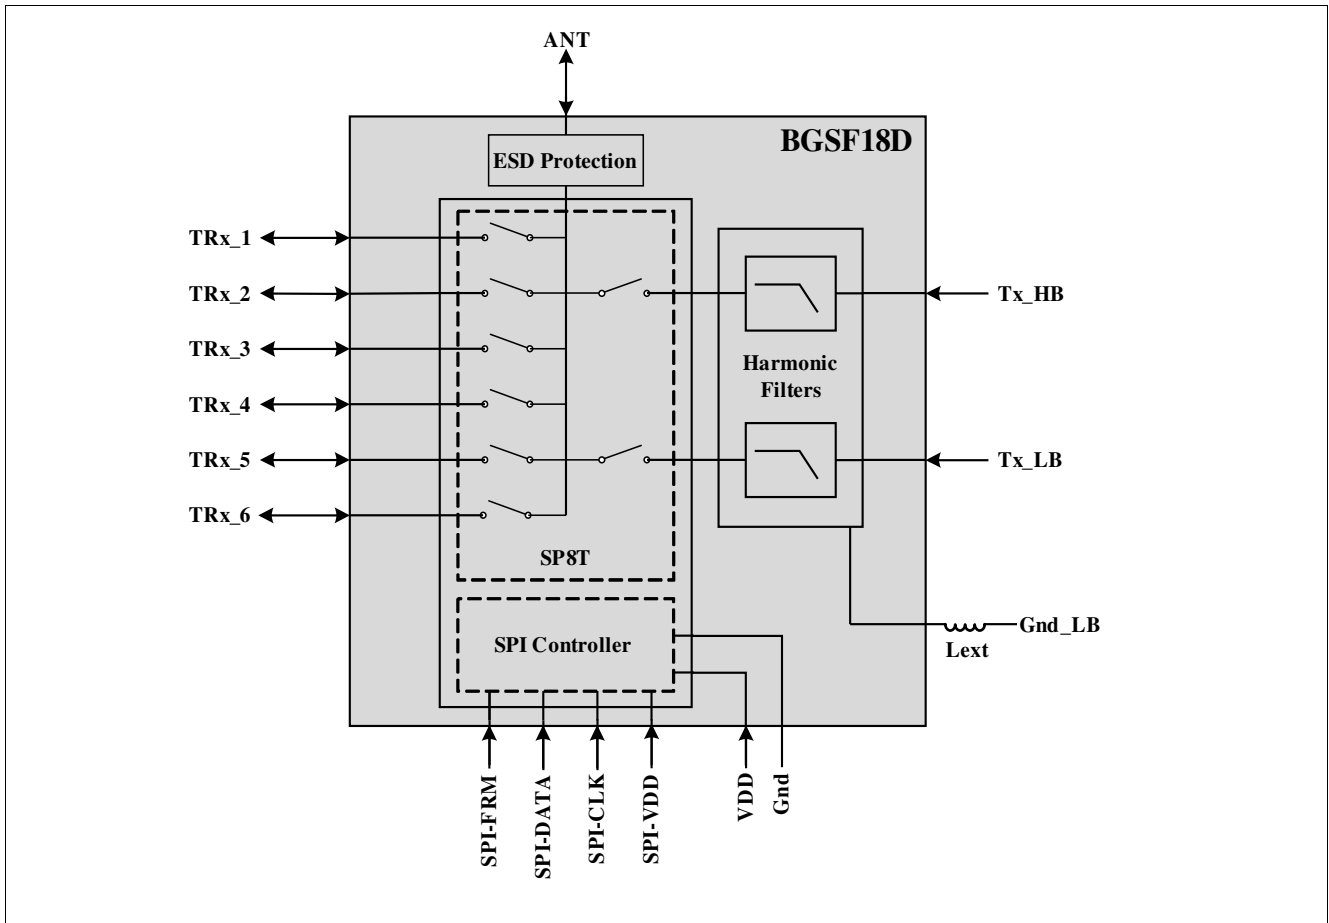 ANT
BGSF18D
ESD Protection
TRx_1
TRx_2
Tx_HB
TRx_3
Harmonic
Filters
TRx_4
TRx_5
Tx_LB
TRx_6
SP8T
Gnd_LB
SPI Controller
Lext
SPI-FRM
SPI-DATA
SPI-CLK
SPI-VDD
VDD
Gnd